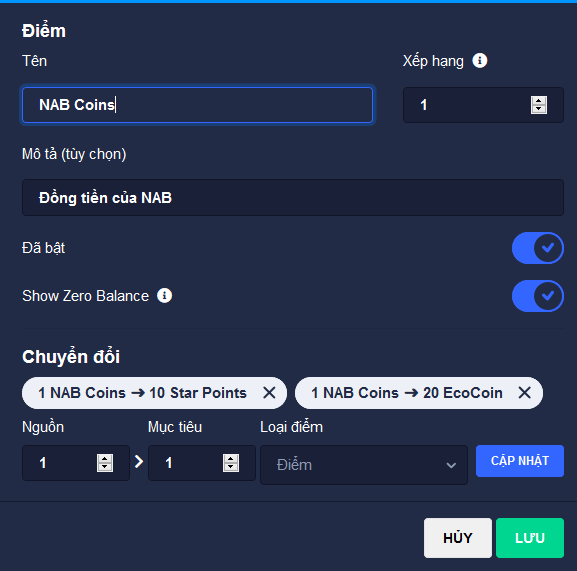 Điểm
Tên
Xếp hạng
NAB Coins
1
Mô tả (tùy chọn)
Đồng tiền của NAB
Đã bật
Show Zero Balance
Chuyển đổi
1 NAB Coins ➔ 10 Star Points
1 NAB Coins ➔ 20 EcoCoin
Nguồn
Mục tiêu
Loại điểm
1
1
Điểm
CẬP NHẬT
HỦY
LƯU